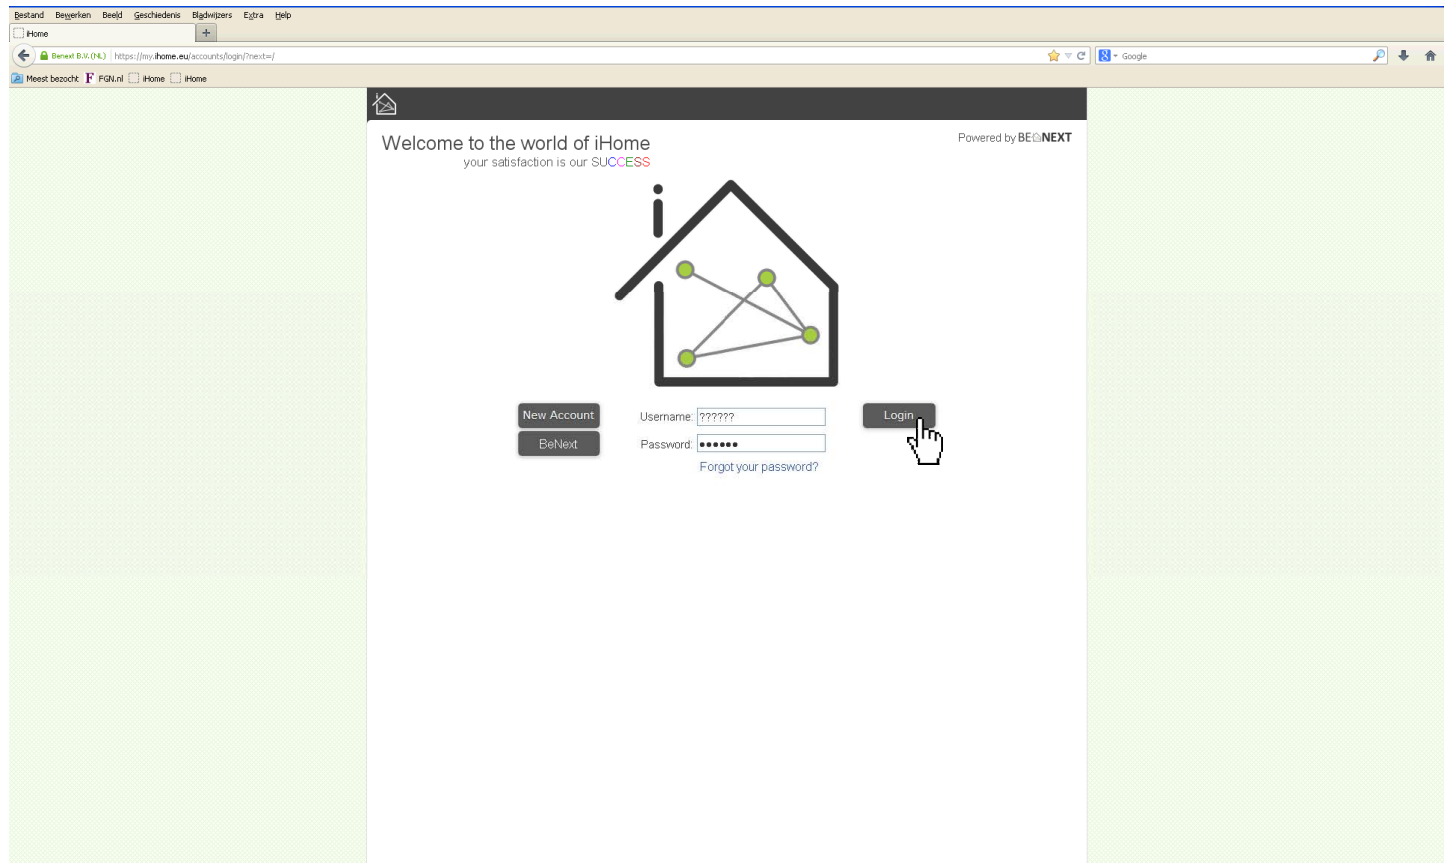 Bestand Bewerken Beeld Geschiedenis Bladwijzers Extra Help
iHome +
Benext B.V. (NL) https://my.ihome.eu/accounts/login/?next=/ Google
Meest bezocht F FGN.nl iHome iHome
Welcome to the world of iHome
Powered by BENEXT
your satisfaction is our SUCCESS
i
New Account Username: ?????? Login
BeNext Password: ●●●●●●
Forgot your password?